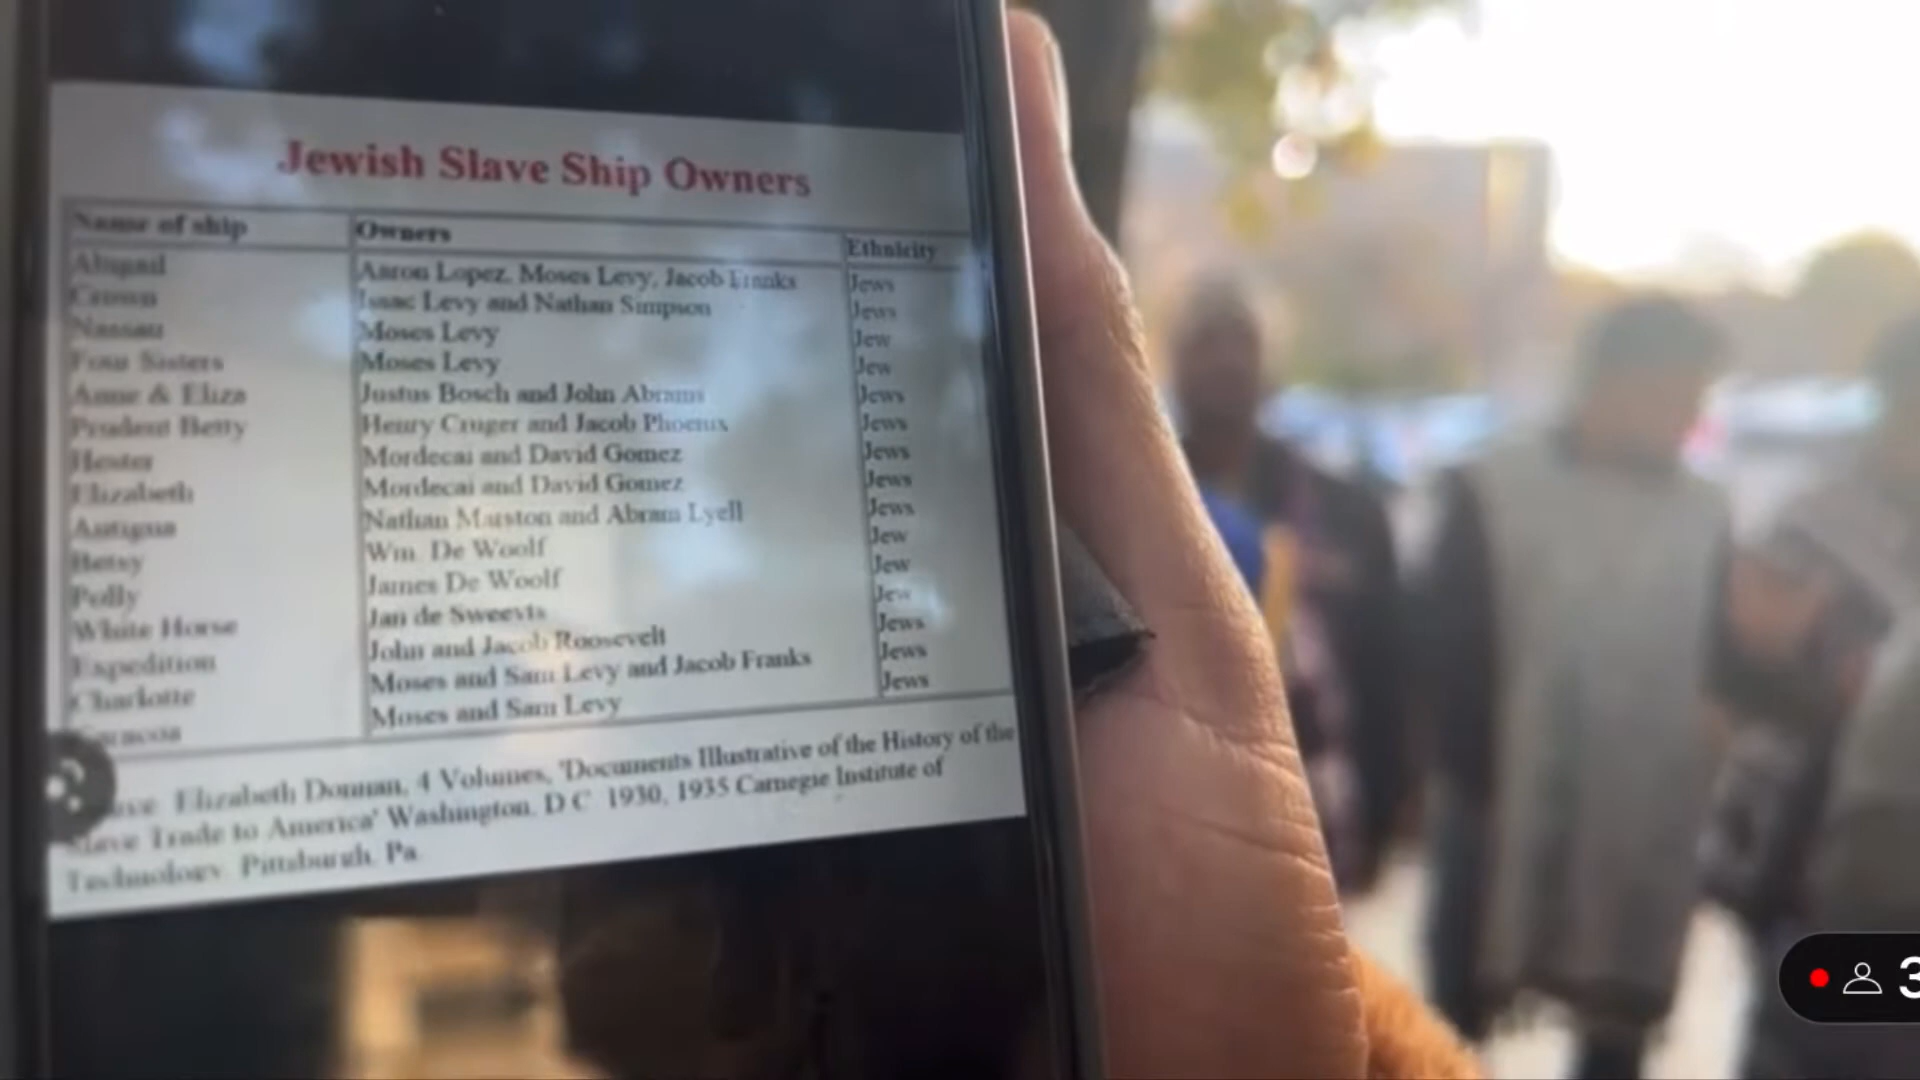 Jewish Slave Ship Owners
Name of ship Owners Ethnicity
Abigail Aaron Lopez, Moses Levy, Jacob Franks Jews
Crown Isaac Levy and Nathan Simpson Jews
Nassau Moses Levy Jew
Four Sisters Moses Levy Jew
Anne & Eliza Justus Bosch and John Abrams Jews
Prudent Betty Henry Cruger and Jacob Phoenix Jews
Hester Mordecai and David Gomez Jews
Elizabeth Mordecai and David Gomez Jews
Antigua Nathan Marston and Abram Lyell Jews
Betsy Wm. De Woolf Jew
Polly James De Woolf Jew
White Horse Jan de Sweevts Jew
Expedition John and Jacob Roosevelt Jews
Charlotte Moses and Sam Levy and Jacob Franks Jews
Moses and Sam Levy Jews
Elizabeth Donnan, 4 Volumes, 'Documents Illustrative of the History of the
Slave Trade to America' Washington, D C 1930, 1935 Carnegie Institute of
Technology, Pittsburgh, Pa
3